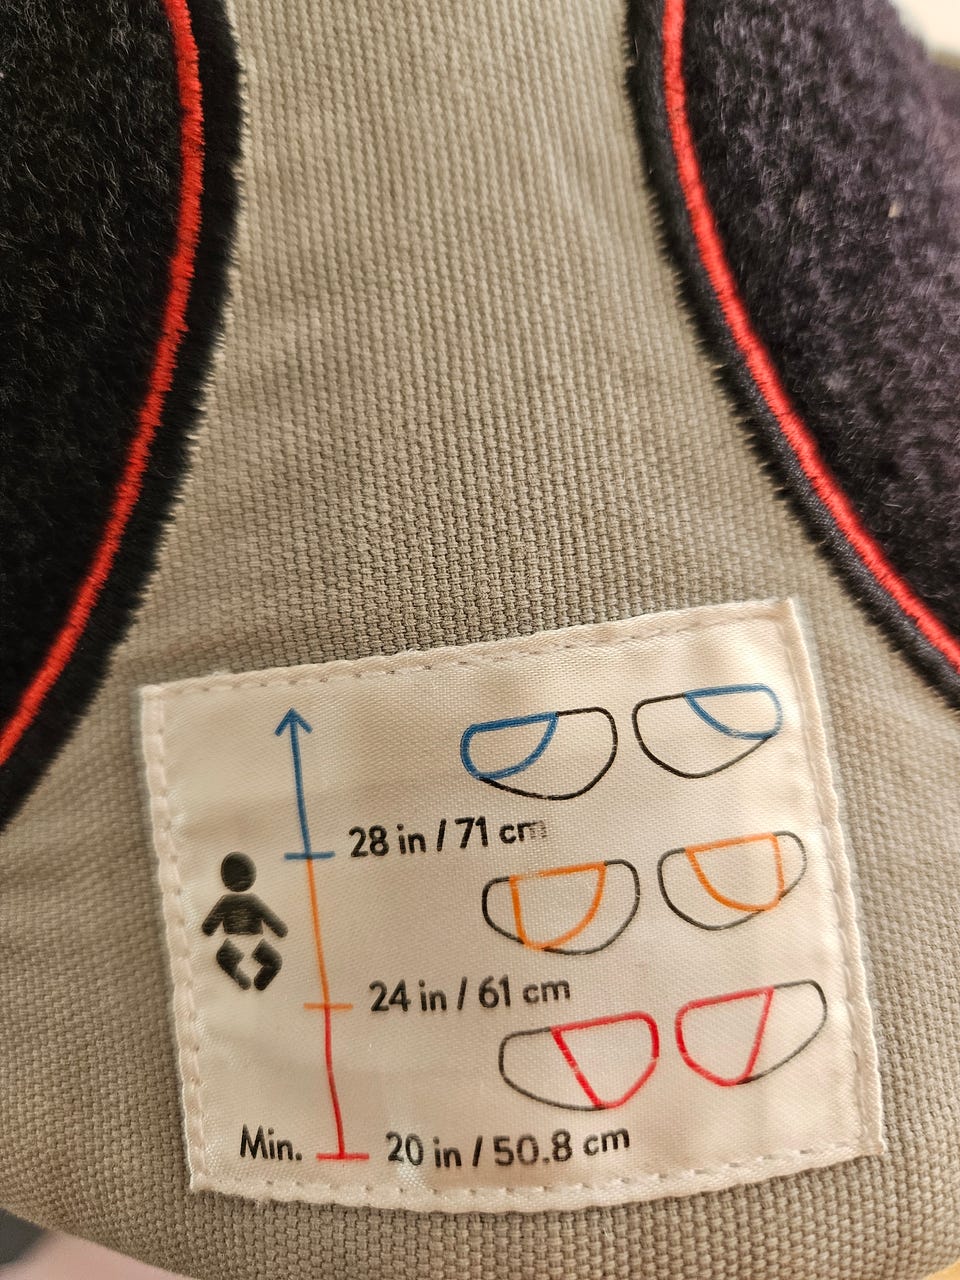 28 in / 71 cm
24 in / 61 cm
Min. 20 in / 50.8 cm